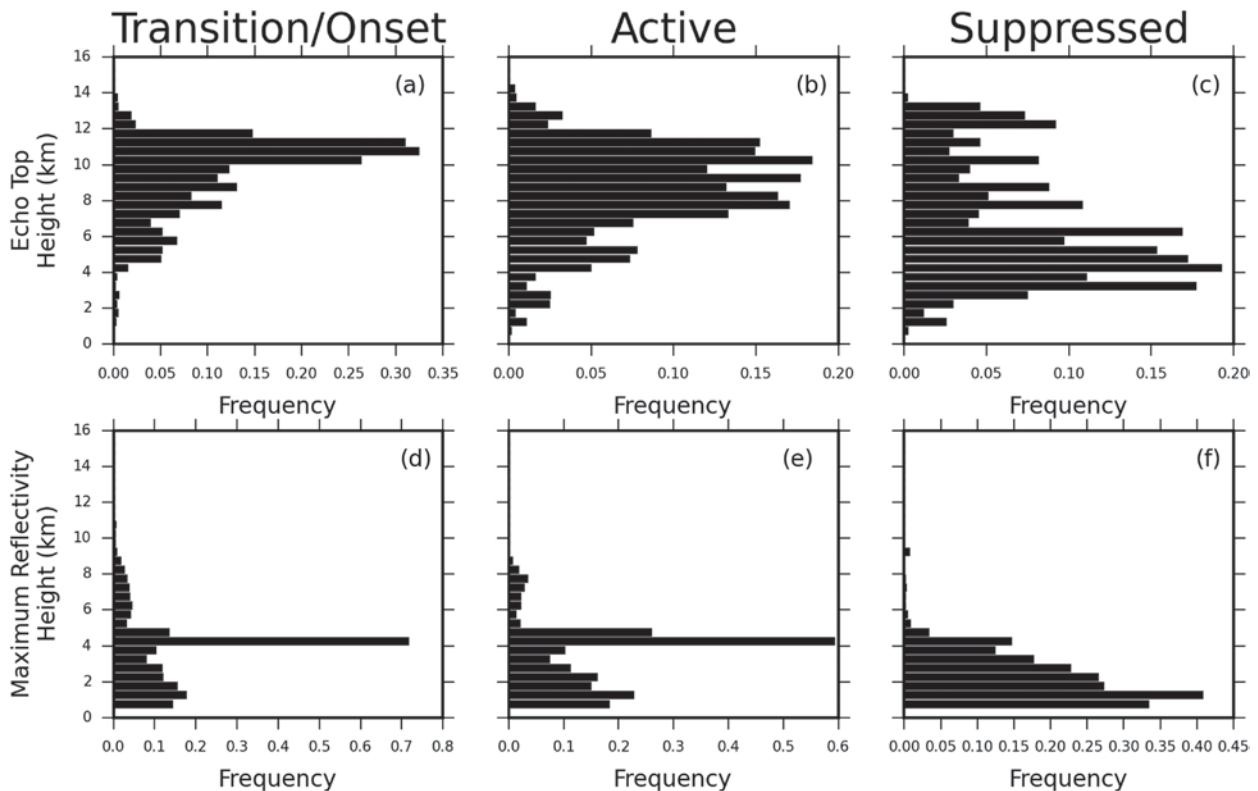 Transition/Onset Active Suppressed
(a) (b) (c)
Echo Top
Height (km)
16
14
12
10
8
6
4
2
0
0.00 0.05 0.10 0.15 0.20 0.25 0.30 0.35
0.00 0.05 0.10 0.15 0.20
0.00 0.05 0.10 0.15 0.20
Frequency Frequency Frequency
(d) (e) (f)
Maximum Reflectivity
Height (km)
16
14
12
10
8
6
4
2
0
0.0 0.1 0.2 0.3 0.4 0.5 0.6 0.7 0.8
0.0 0.1 0.2 0.3 0.4 0.5 0.6
0.00 0.05 0.10 0.15 0.20 0.25 0.30 0.35 0.40 0.45
Frequency Frequency Frequency